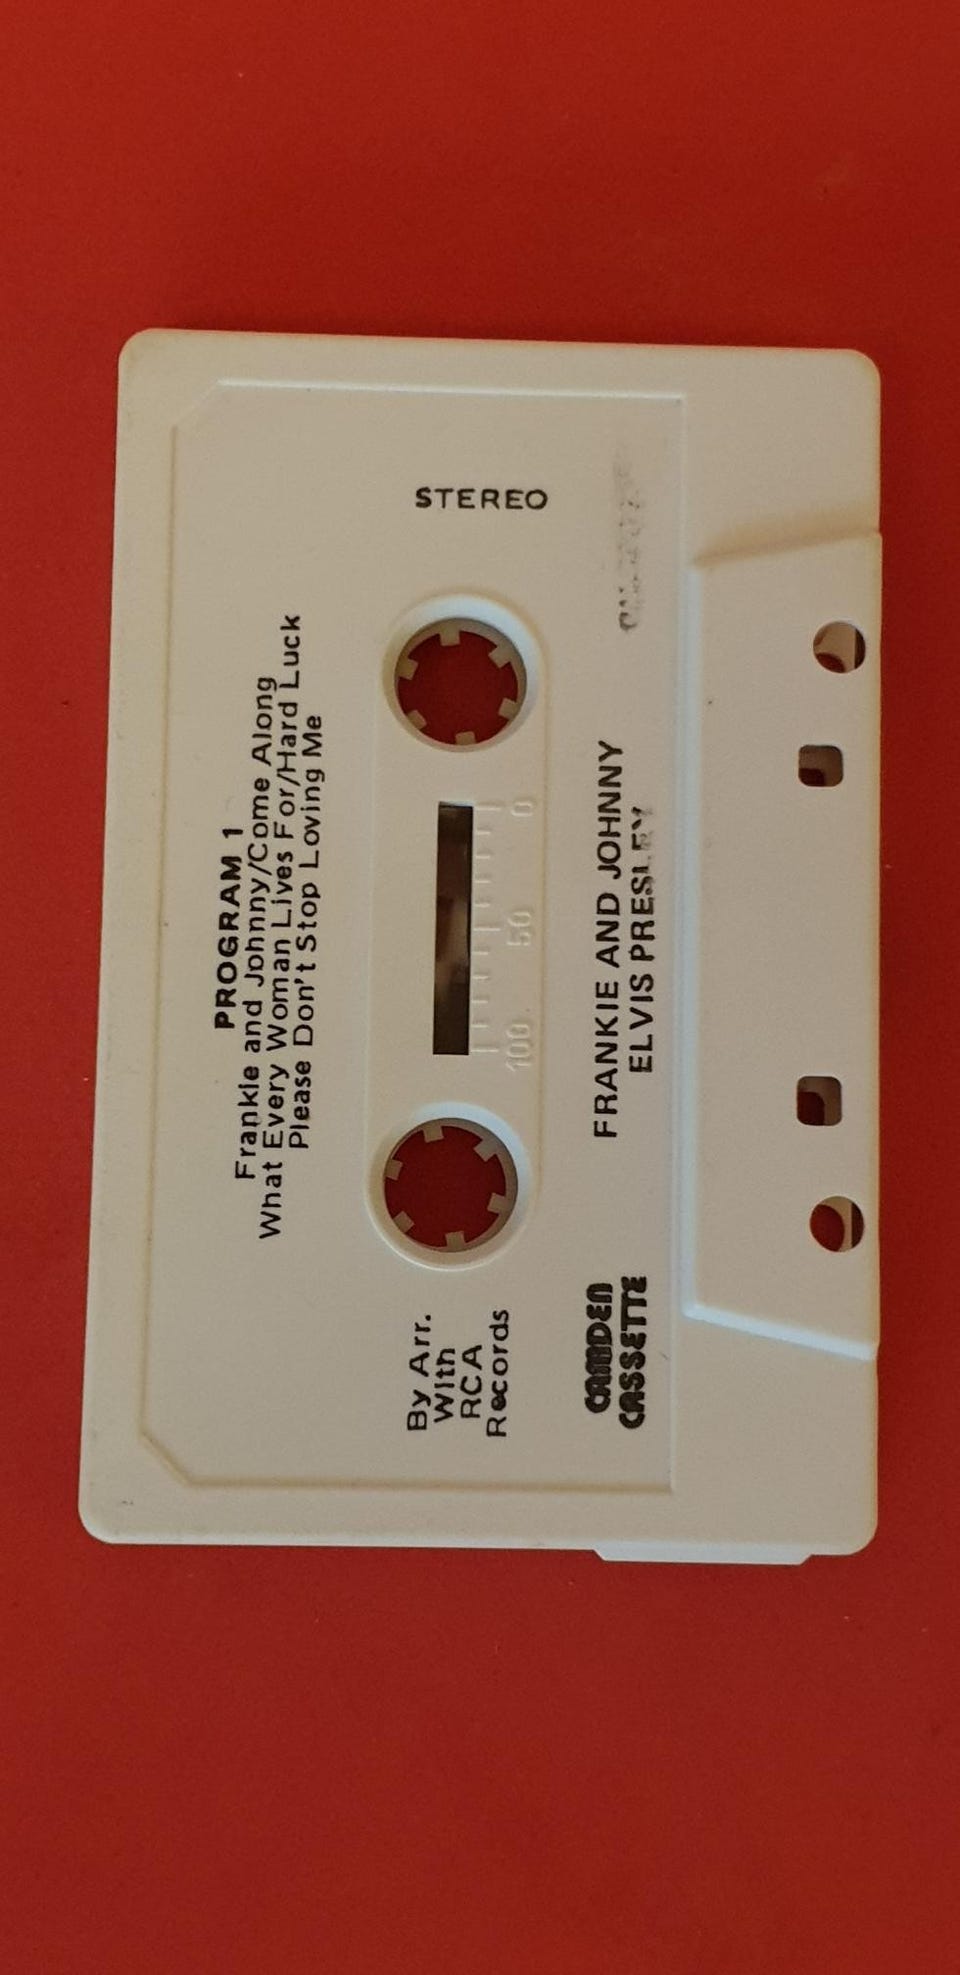 PROGRAM 1
Frankie and Johnny/Come Along
What Every Woman Lives For/Hard Luck
Please Don't Stop Loving Me
STEREO
By Arr.
With
RCA
Records
100 50 0
FRANKIE AND JOHNNY
ELVIS PRESLEY
CAMDEN
CASSETTE